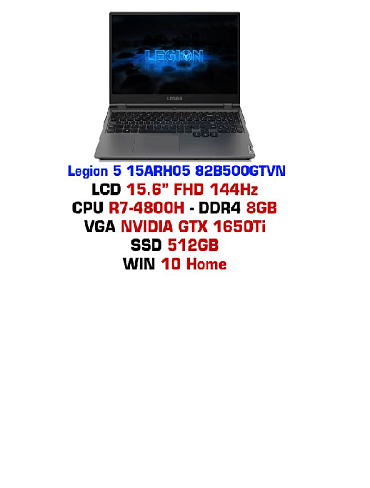 LEGION
LEGION
Legion 5 15ARH05 82B500GTVN
LCD 15.6" FHD 144Hz
CPU R7-4800H - DDR4 8GB
VGA NVIDIA GTX 1650Ti
SSD 512GB
WIN 10 Home